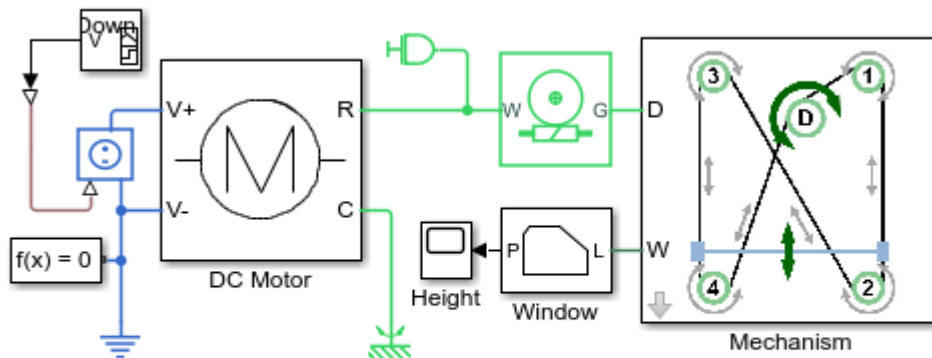 Down
V
V+
V-
R
C
DC Motor
f(x) = 0
W
G
D
W
3
1
D
4
2
Mechanism
P
L
Window
Height